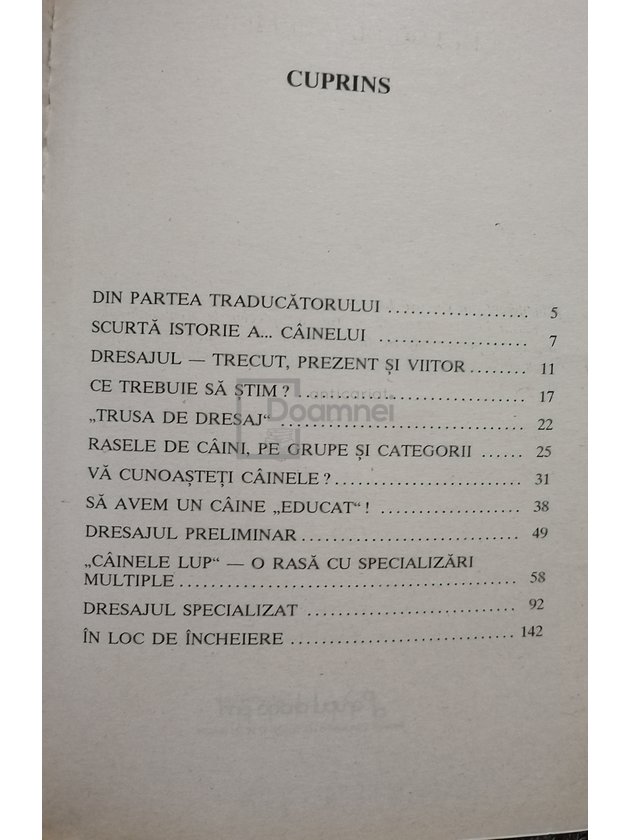 CUPRINS
DIN PARTEA TRADUCĂTORULUI .................... 5
SCURTĂ ISTORIE A... CÂINELUI .................... 7
DRESAJUL — TRECUT, PREZENT ȘI VIITOR ........ 11
CE TREBUIE SĂ ȘTIM? .................... 17
„TRUSA DE DRESAJ“ .................... 22
RASELE DE CÂINI, PE GRUPE ȘI CATEGORII ...... 25
VĂ CUNOAȘTEȚI CÂINELE? .................... 31
SĂ AVEM UN CÂINE „EDUCAT“! .................... 38
DRESAJUL PRELIMINAR .................... 49
„CÂINELE LUP“ — O RASĂ CU SPECIALIZĂRI
MULTIPLE .................... 58
DRESAJUL SPECIALIZAT .................... 92
ÎN LOC DE ÎNCHEIERE .................... 142
anticariat
Doamnei